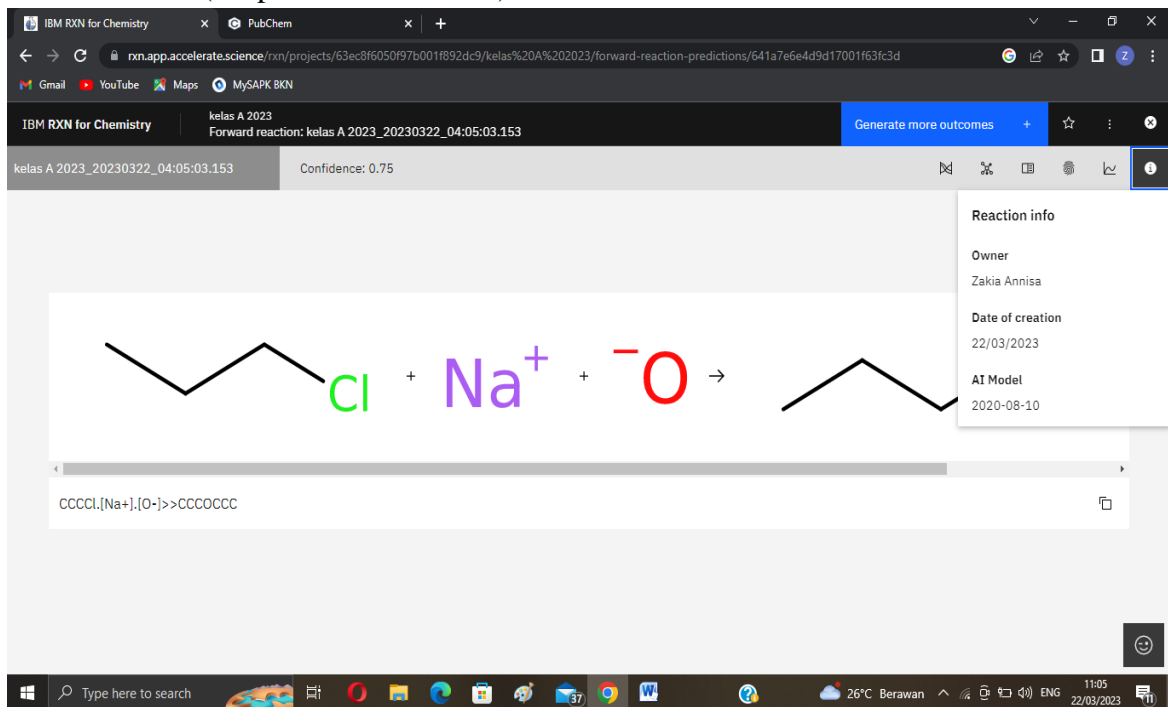 IBM RXN for Chemistry
PubChem
rxn.app.accelerate.science/rxn/projects/63ec8f6050f97b001f892dc9/kelas%20A%202023/forward-reaction-predictions/641a7e6e4d9d17001f63fc3d
Z
Gmail YouTube Maps MySAPK BKN
IBM RXN for Chemistry
kelas A 2023
Forward reaction: kelas A 2023_20230322_04:05:03.153
Generate more outcomes +
kelas A 2023_20230322_04:05:03.153
Confidence: 0.75
Reaction info
Owner
Zakia Annisa
Date of creation
22/03/2023
AI Model
2020-08-10
Cl + Na+ + −O →
CCCCl.[Na+].[O-]>>CCCOCCC
Type here to search
37
26°C Berawan
ENG
11:05
22/03/2023
11